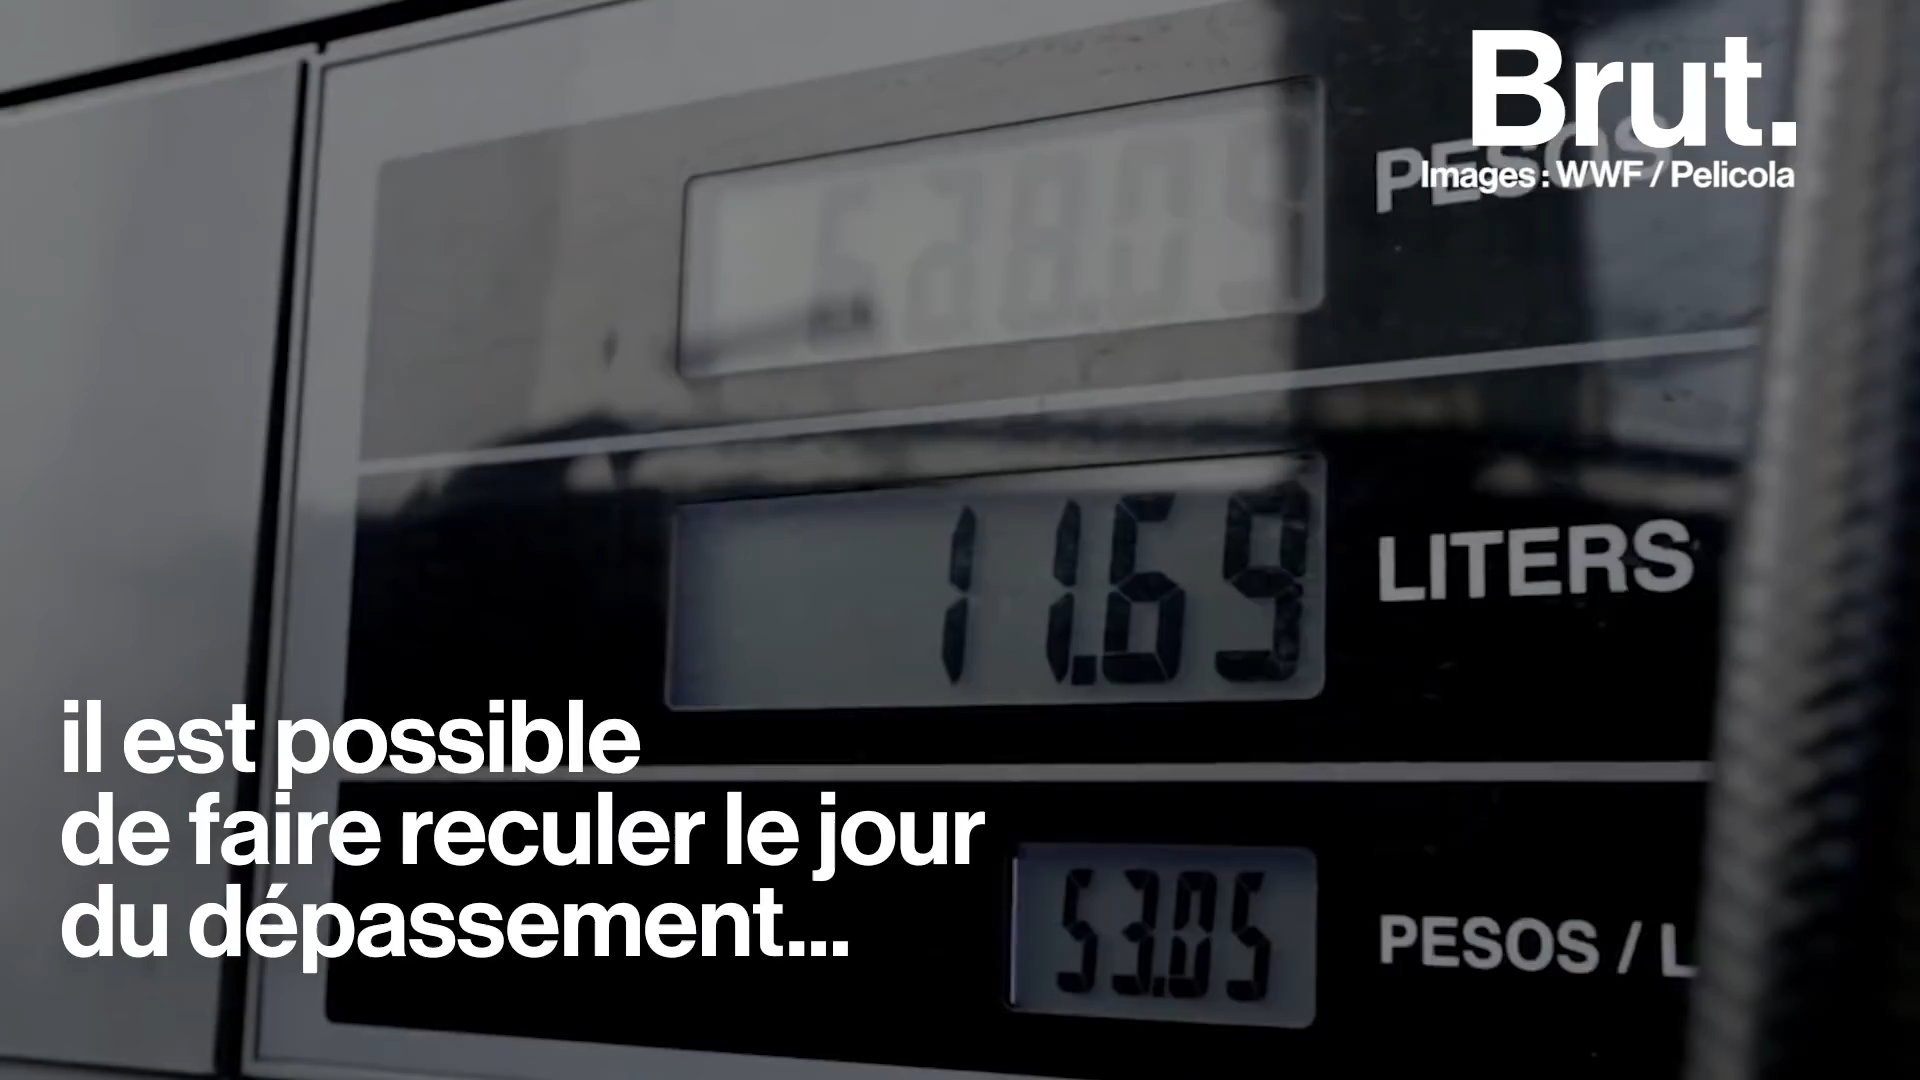 Brut.
Images : WWF / Pelicola
PESOS
11.69
LITERS
il est possible
de faire reculer le jour
du dépassement...
53.05
PESOS / L